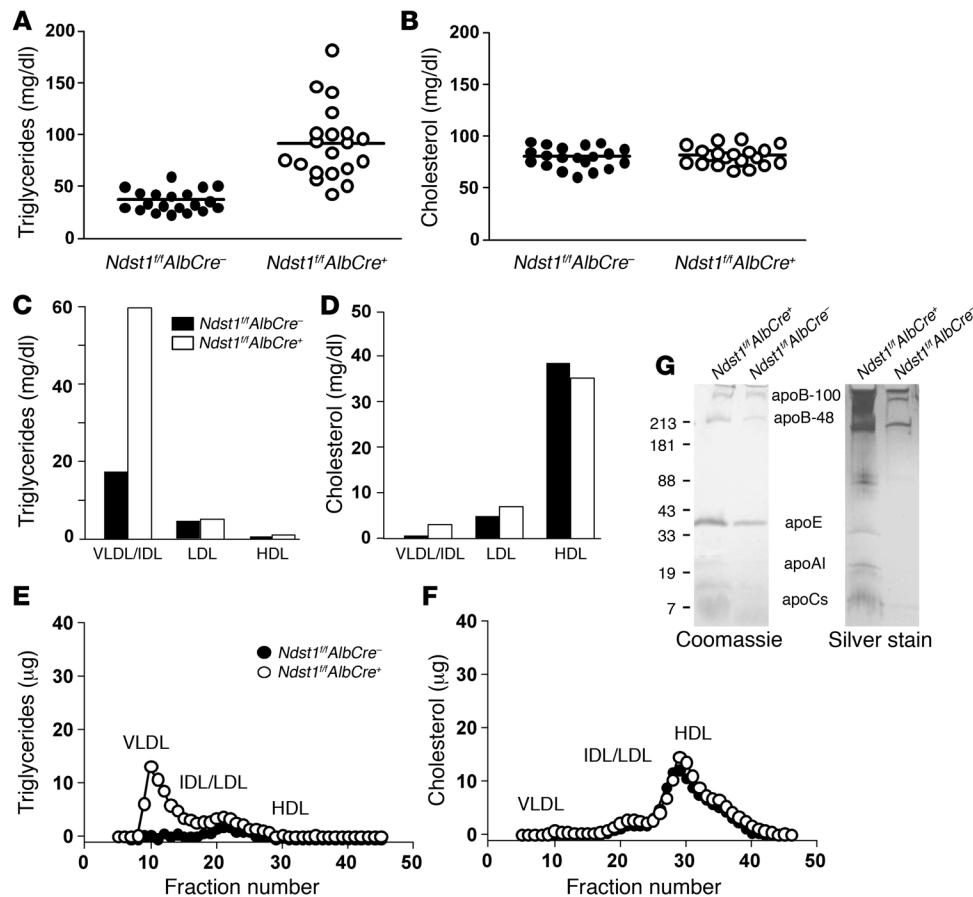 A
Triglycerides (mg/dl)
200
150
100
50
0
Ndst1f/fAlbCre–
Ndst1f/fAlbCre+
B
Cholesterol (mg/dl)
200
150
100
50
0
Ndst1f/fAlbCre–
Ndst1f/fAlbCre+
C
Triglycerides (mg/dl)
60
40
20
0
Ndst1f/fAlbCre–
Ndst1f/fAlbCre+
VLDL/IDL
LDL
HDL
D
Cholesterol (mg/dl)
50
40
30
20
10
0
VLDL/IDL
LDL
HDL
G
Ndst1f/fAlbCre+
Ndst1f/fAlbCre–
Ndst1f/fAlbCre+
Ndst1f/fAlbCre–
213
181
88
43
33
19
7
apoB-100
apoB-48
apoE
apoAI
apoCs
Coomassie
Silver stain
E
Triglycerides (μg)
40
30
20
10
0
Ndst1f/fAlbCre–
Ndst1f/fAlbCre+
VLDL
IDL/LDL
HDL
0
10
20
30
40
50
Fraction number
F
Cholesterol (μg)
40
30
20
10
0
VLDL
IDL/LDL
HDL
0
10
20
30
40
50
Fraction number